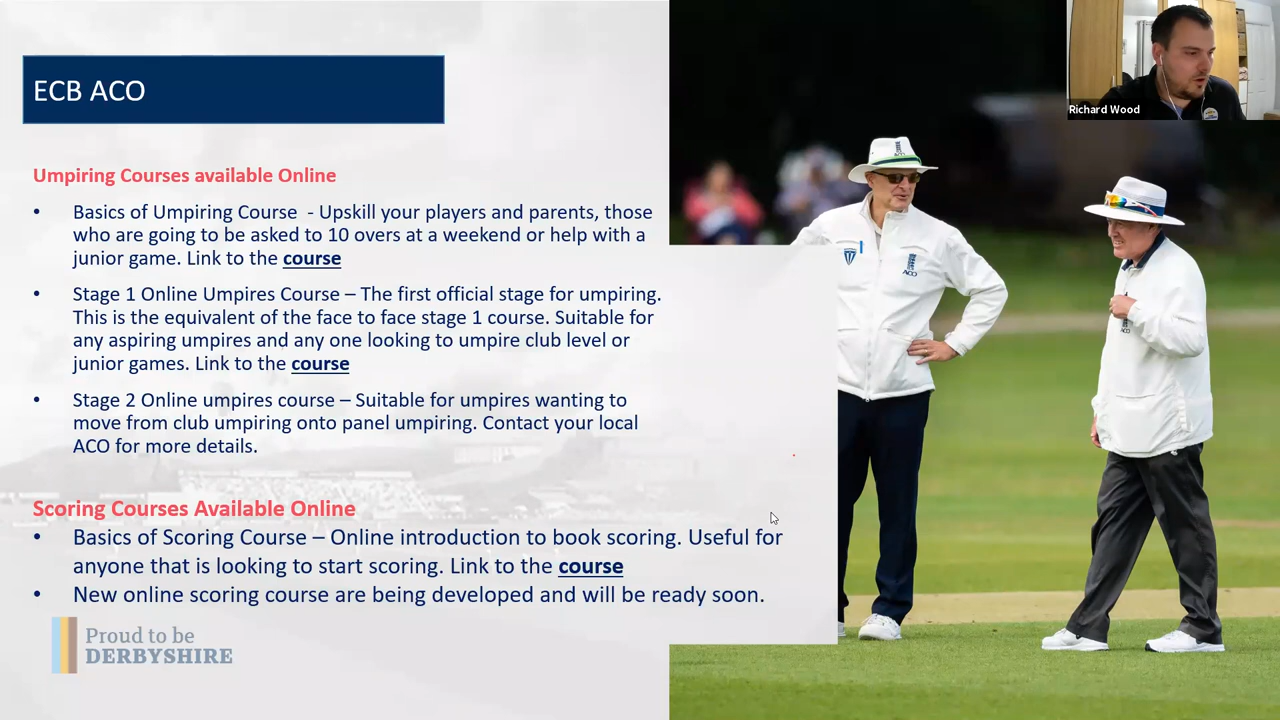 ECB ACO
Richard Wood
Umpiring Courses available Online
• Basics of Umpiring Course - Upskill your players and parents, those
who are going to be asked to 10 overs at a weekend or help with a
junior game. Link to the course
• Stage 1 Online Umpires Course – The first official stage for umpiring.
This is the equivalent of the face to face stage 1 course. Suitable for
any aspiring umpires and any one looking to umpire club level or
junior games. Link to the course
• Stage 2 Online umpires course – Suitable for umpires wanting to
move from club umpiring onto panel umpiring. Contact your local
ACO for more details.
Scoring Courses Available Online
• Basics of Scoring Course – Online introduction to book scoring. Useful for
anyone that is looking to start scoring. Link to the course
• New online scoring course are being developed and will be ready soon.
Proud to be
DERBYSHIRE
ACO
ACO